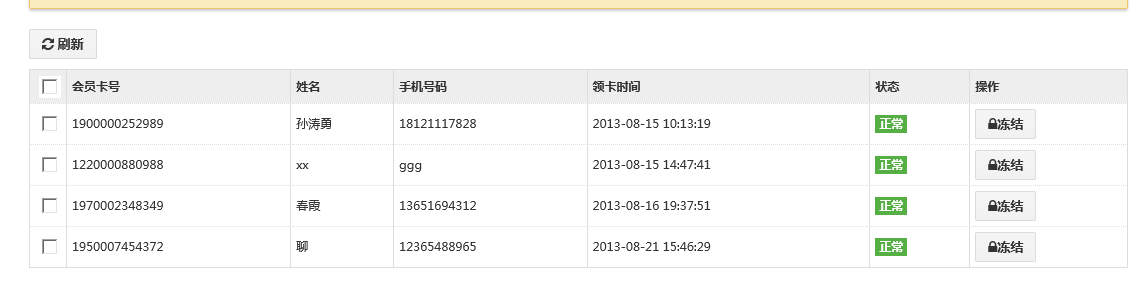 刷新
会员卡号 姓名 手机号码 领卡时间 状态 操作
1900000252989 孙涛勇 18121117828 2013-08-15 10:13:19 正常 冻结
1220000880988 xx ggg 2013-08-15 14:47:41 正常 冻结
1970002348349 春霞 13651694312 2013-08-16 19:37:51 正常 冻结
1950007454372 聊 12365488965 2013-08-21 15:46:29 正常 冻结